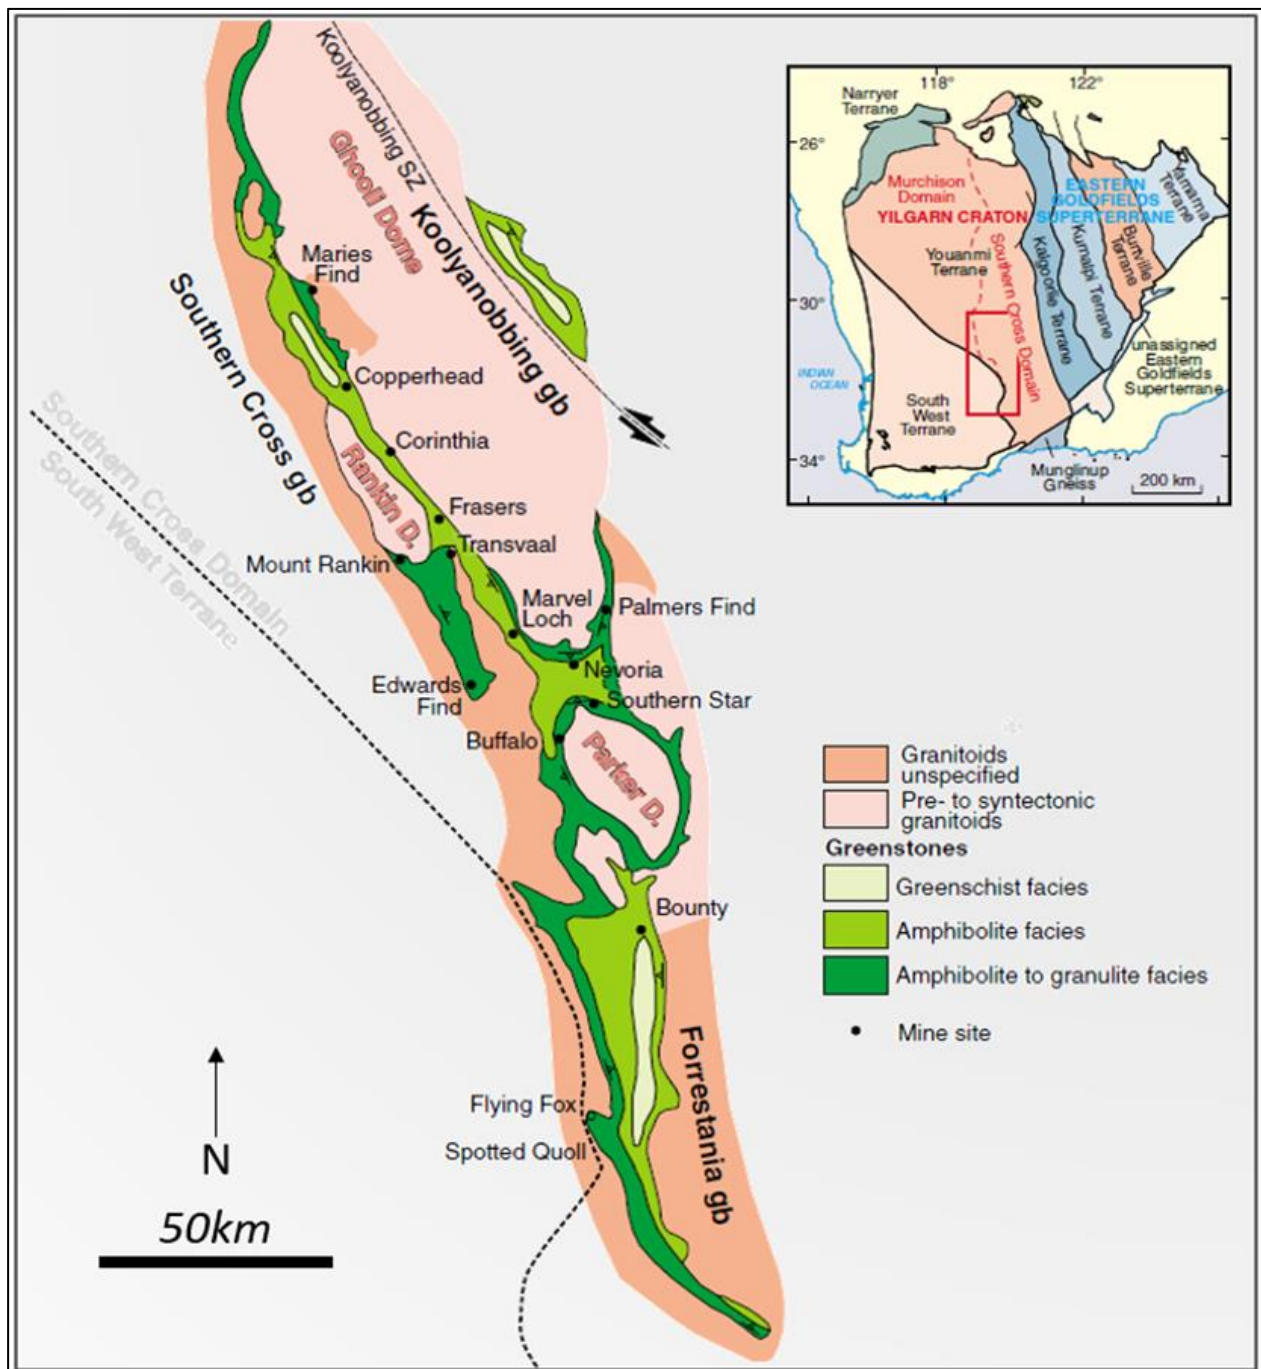 Koolyanobbing SZ
Ghooli Dome
Koolyanobbing gb
Maries
Find
Southern Cross gb
Copperhead
Corinthia
Rankin D.
Frasers
Transvaal
Mount Rankin
Southern Cross Domain
South West Terrane
Marvel
Loch
Palmers Find
Nevoria
Edwards
Find
Southern Star
Buffalo
Parker D.
Bounty
Forrestania gb
Flying Fox
Spotted Quoll
N
50km
118°
122°
26°
30°
34°
Narryer
Terrane
Murchison
Domain
YILGARN CRATON
EASTERN
GOLDFIELDS
SUPERTERRANE
Yamarna
Terrane
Burtville
Terrane
Kurnalpi Terrane
Kalgoorlie Terrane
Youanmi
Terrane
Southern Cross Domain
unassigned
Eastern
Goldfields
Superterrane
INDIAN
OCEAN
South
West
Terrane
Munglinup
Gneiss
200 km
Granitoids
unspecified
Pre- to syntectonic
granitoids
Greenstones
Greenschist facies
Amphibolite facies
Amphibolite to granulite facies
Mine site